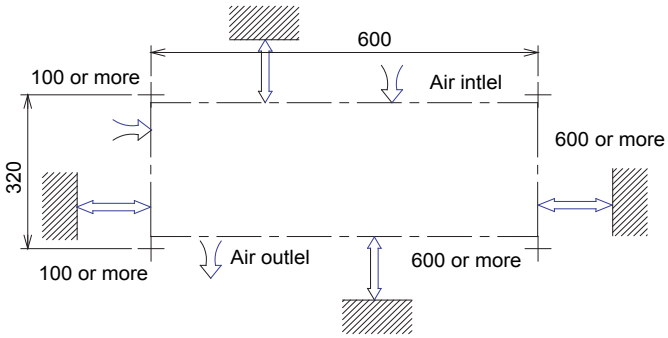 600
100 or more
Air intlel
600 or more
320
Air outlel
600 or more
100 or more